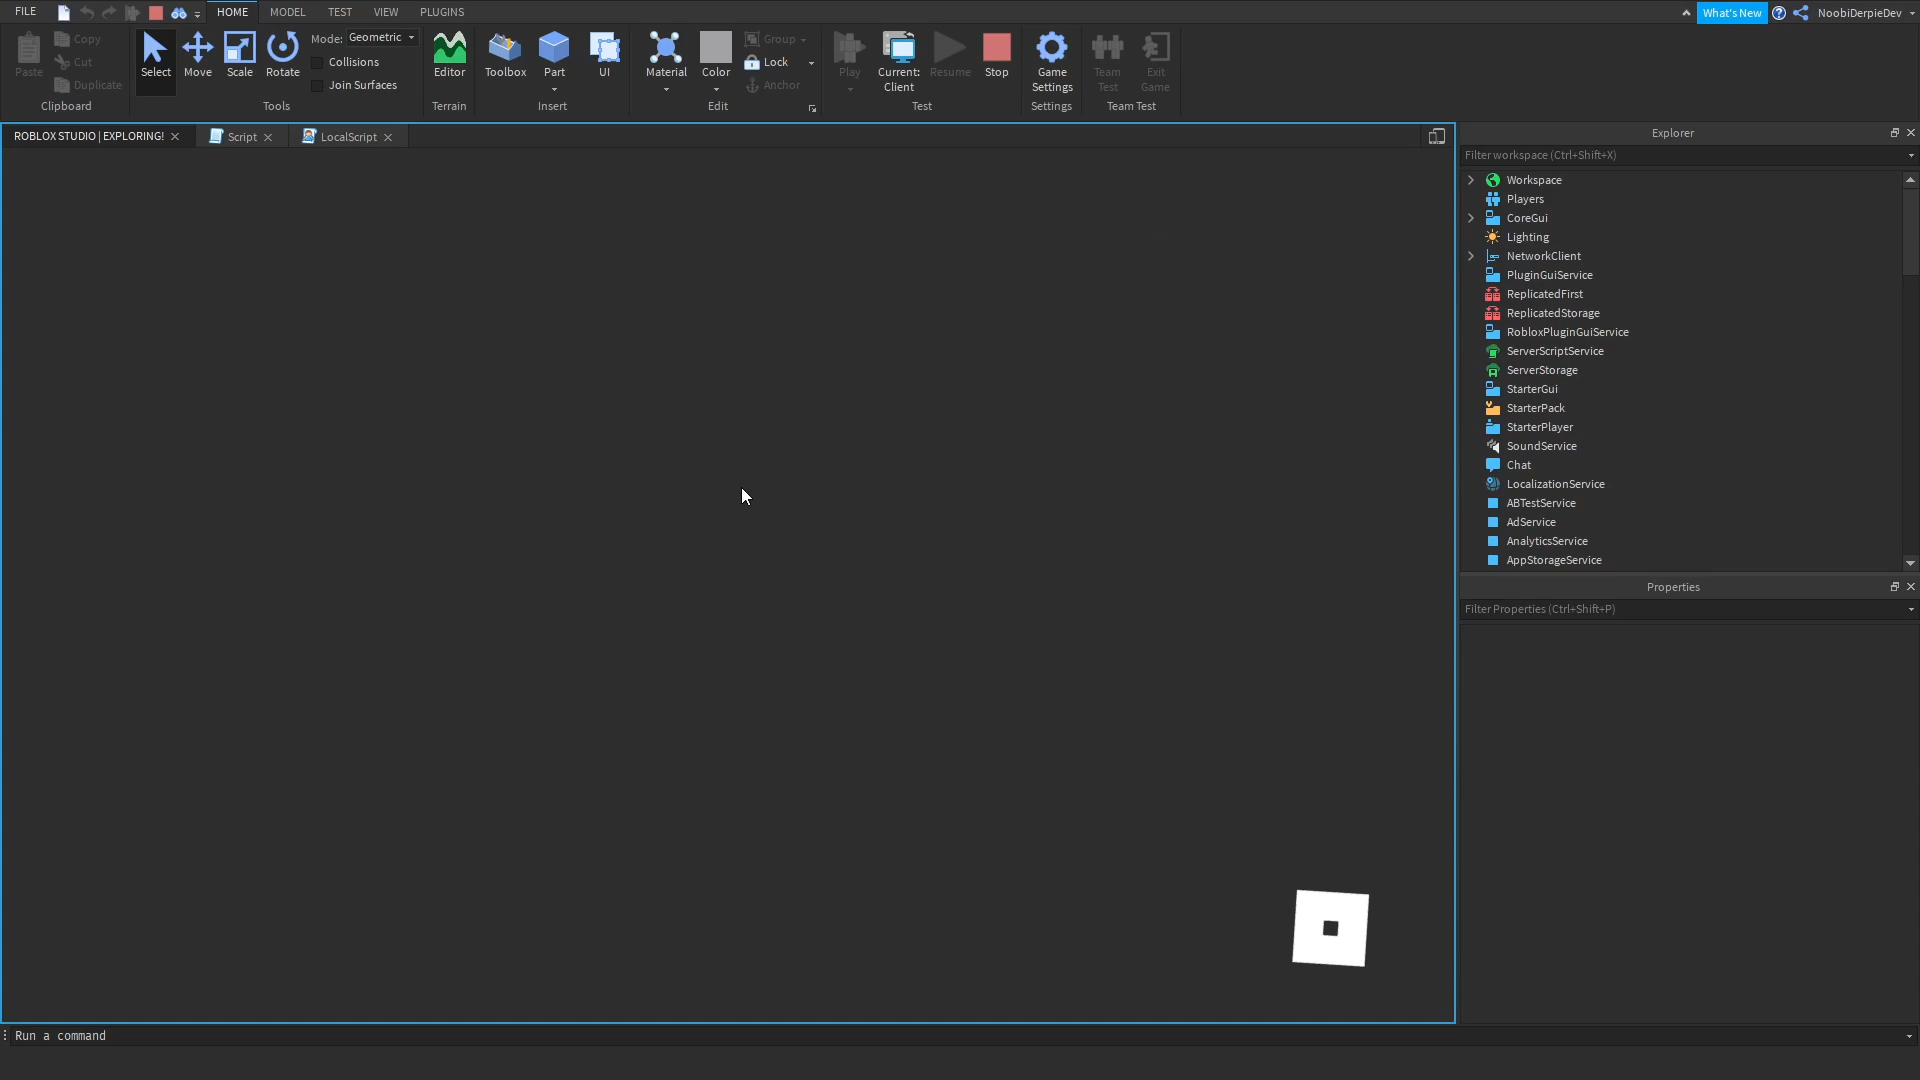 FILE HOME MODEL TEST VIEW PLUGINS What's New NoobiDerpieDev
Paste Copy Cut Duplicate
Clipboard
Select Move Scale Rotate
Mode: Geometric
Collisions
Join Surfaces
Tools
Editor
Terrain
Toolbox Part UI
Insert
Material Color Group Lock Anchor
Edit
Play Current: Client Resume Stop
Test
Game Settings
Settings
Team Test Exit Game
Team Test
ROBLOX STUDIO | EXPLORING! Script LocalScript
Explorer
Filter workspace (Ctrl+Shift+X)
Workspace
Players
CoreGui
Lighting
NetworkClient
PluginGuiService
ReplicatedFirst
ReplicatedStorage
RobloxPluginGuiService
ServerScriptService
ServerStorage
StarterGui
StarterPack
StarterPlayer
SoundService
Chat
LocalizationService
ABTestService
AdService
AnalyticsService
AppStorageService
Properties
Filter Properties (Ctrl+Shift+P)
Run a command